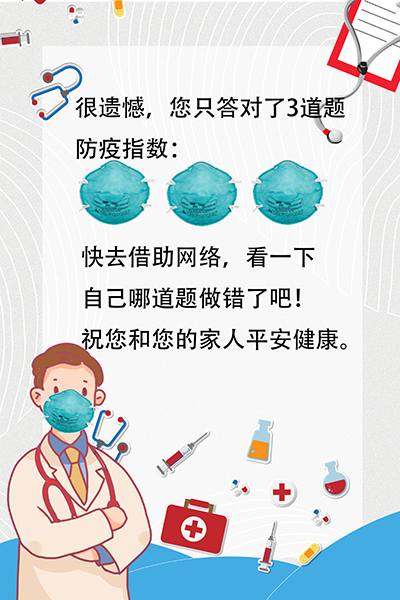 很遗憾，您只答对了3道题
防疫指数：
快去借助网络，看一下
自己哪道题做错了吧！
祝您和您的家人平安健康。